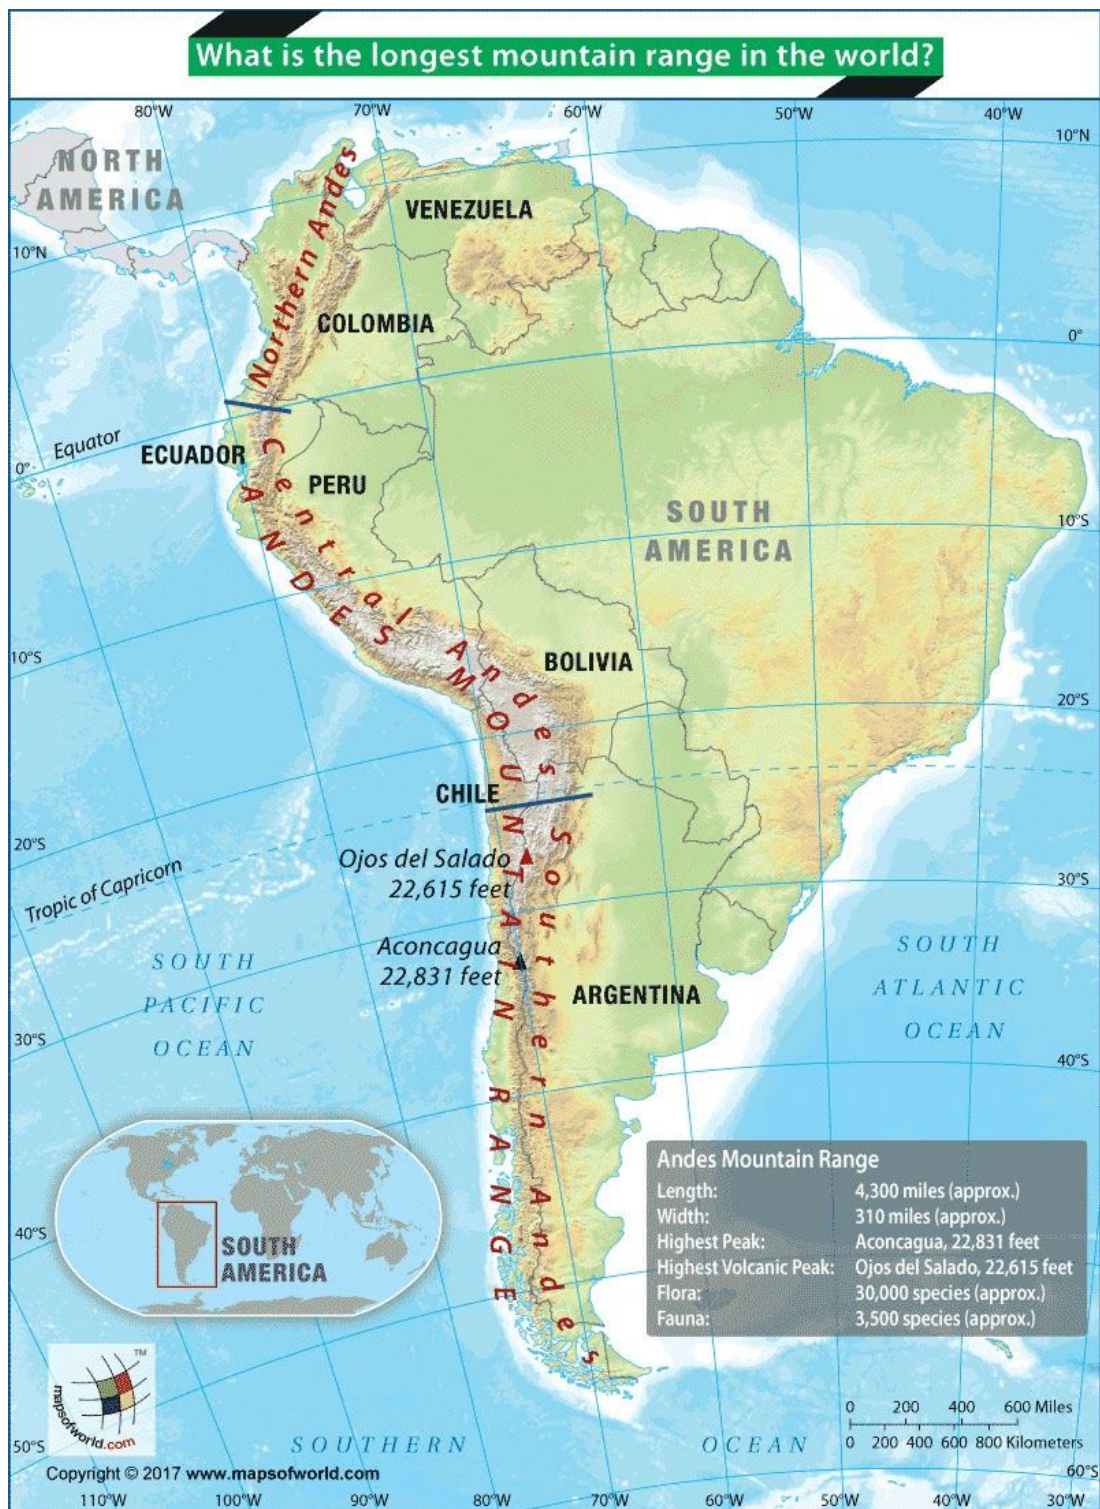 What is the longest mountain range in the world?
80°W 70°W 60°W 50°W 40°W
10°N
NORTH
AMERICA
Northern Andes
VENEZUELA
10°N
COLOMBIA
0°
Equator
ECUADOR
0°
PERU
Central Andes
ANDES MOUNTAIN RANGE
SOUTH
AMERICA
10°S
10°S
BOLIVIA
20°S
CHILE
20°S
Tropic of Capricorn
Ojos del Salado
22,615 feet
Southern Andes
30°S
Aconcagua
22,831 feet
SOUTH
PACIFIC
OCEAN
ARGENTINA
SOUTH
ATLANTIC
OCEAN
30°S
40°S
SOUTH
AMERICA
40°S
Andes Mountain Range
Length: 4,300 miles (approx.)
Width: 310 miles (approx.)
Highest Peak: Aconcagua, 22,831 feet
Highest Volcanic Peak: Ojos del Salado, 22,615 feet
Flora: 30,000 species (approx.)
Fauna: 3,500 species (approx.)
TM
mapsofworld.com
0 200 400 600 Miles
0 200 400 600 800 Kilometers
50°S
SOUTHERN OCEAN
60°S
Copyright © 2017 www.mapsofworld.com
110°W 100°W 90°W 80°W 70°W 60°W 50°W 40°W 30°W